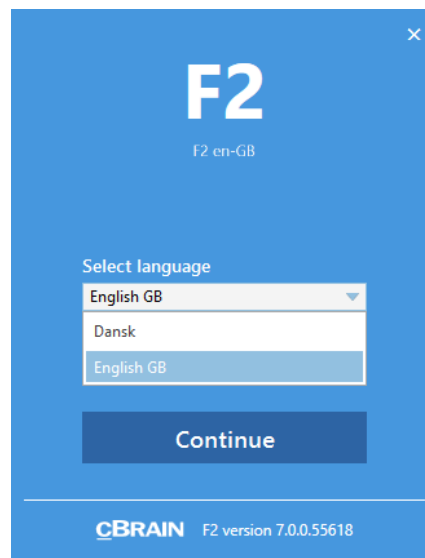 F2
F2 en-GB
Select language
English GB
Dansk
English GB
Continue
cBRAIN F2 version 7.0.0.55618